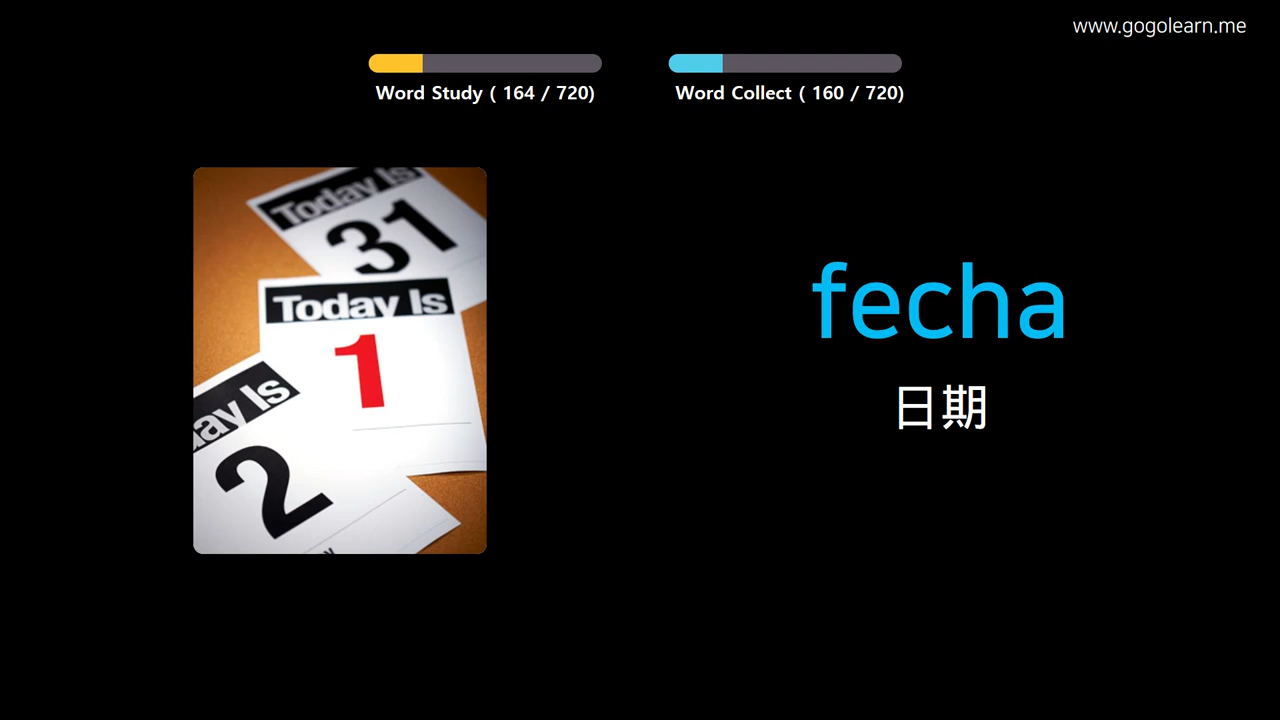 www.gogolearn.me
Word Study ( 164 / 720)
Word Collect ( 160 / 720)
Today Is
31
Today Is
1
day Is
2
fecha
日期